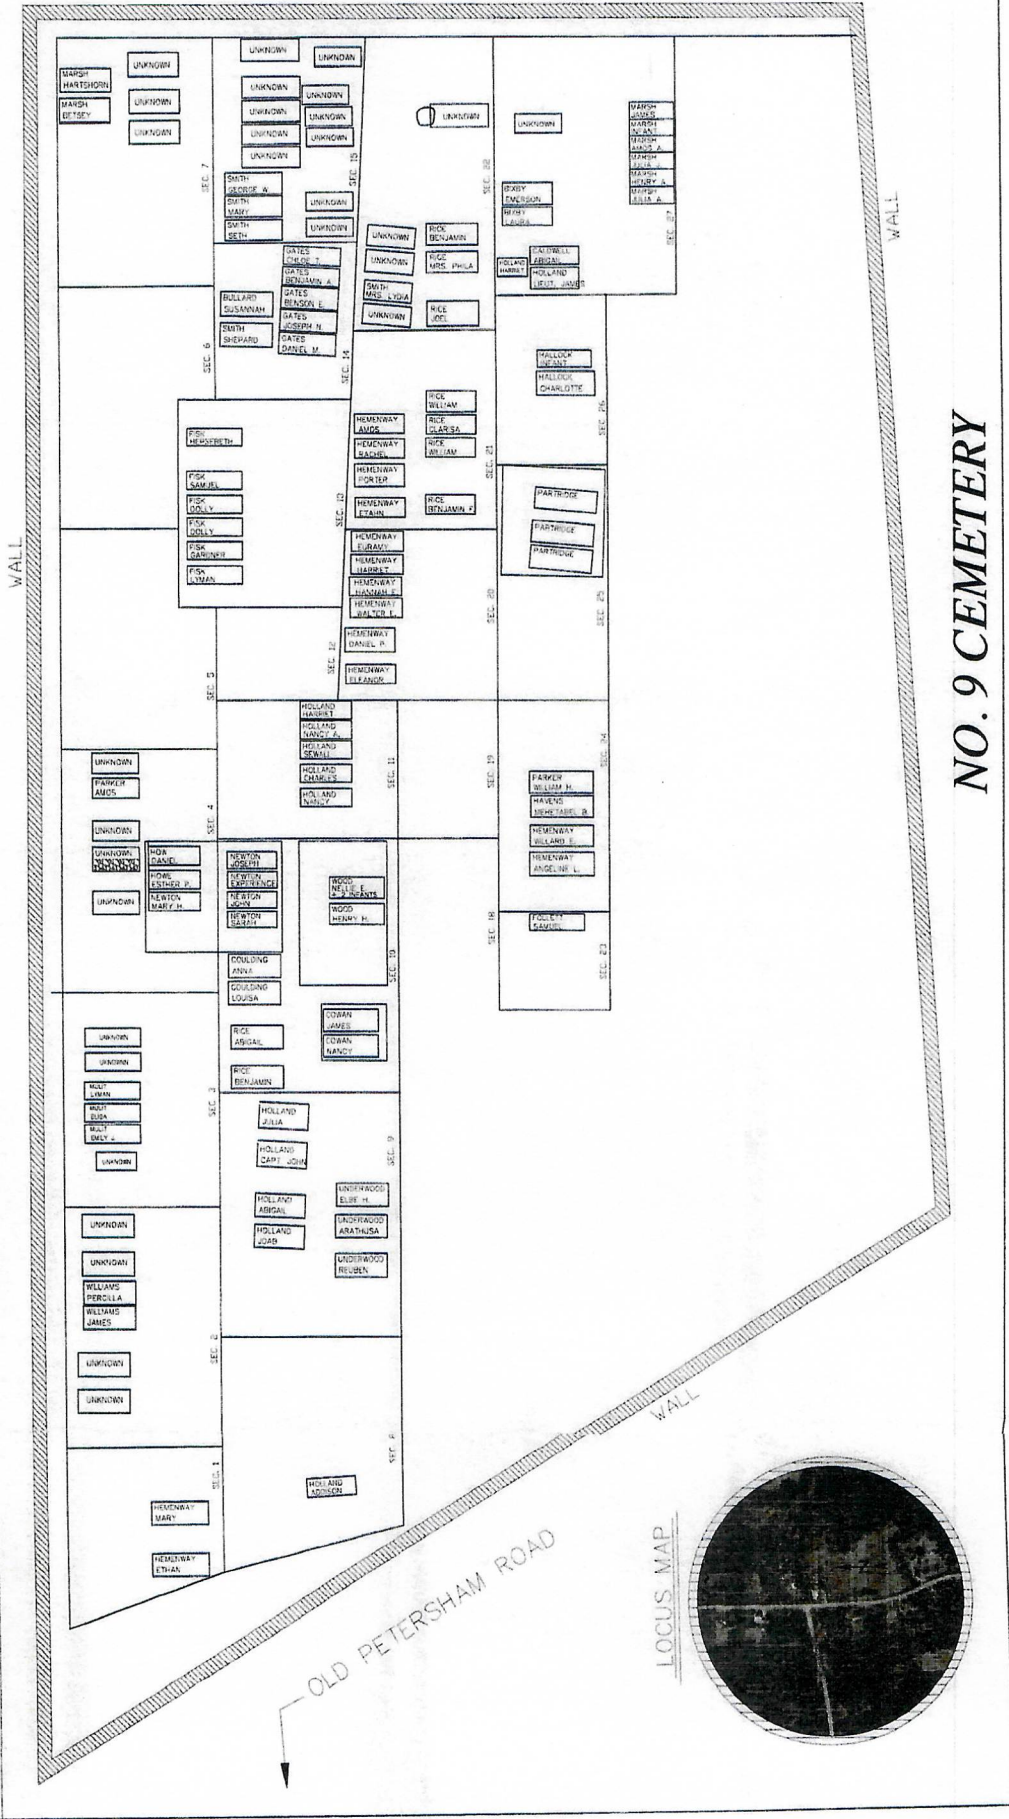 WALL
MARSH
HARTSHORN
MARSH
BETSEY
UNKNOWN
UNKNOWN
UNKNOWN
SEC. 7
UNKNOWN
UNKNOWN
UNKNOWN
UNKNOWN
UNKNOWN
UNKNOWN
UNKNOWN
UNKNOWN
UNKNOWN
SMITH
GEORGE W.
SMITH
MARY
SMITH
SETH
UNKNOWN
UNKNOWN
SEC. 15
UNKNOWN
UNKNOWN
UNKNOWN
SMITH
MRS. LYDIA
UNKNOWN
RICE
BENJAMIN
RICE
MRS. PHILA
RICE
JOEL
SEC. 22
UNKNOWN
BIXBY
EMERSON
BIXBY
LAURA
HOLLAND
HARRIET
CALDWELL
ABIGAIL
HOLLAND
LIEUT. JAMES
MARSH
JAMES
MARSH
INFANT
MARSH
AMOS A.
MARSH
JULIA J.
MARSH
HENRY A.
MARSH
JULIA A.
SEC. 27
WALL
BULLARD
SUSANNAH
SMITH
SHEPARD
GATES
CHLOE T.
GATES
BENJAMIN A.
GATES
BENSON E.
GATES
JOSEPH N.
GATES
DANIEL M.
SEC. 6
SEC. 14
FISK
HERSEBETH
FISK
SAMUEL
FISK
DOLLY
FISK
DOLLY
FISK
GARDNER
FISK
LYMAN
SEC. 13
HEMENWAY
AMOS
HEMENWAY
RACHEL
HEMENWAY
PORTER
HEMENWAY
ETAHN
RICE
WILLIAM
RICE
CLARISA
RICE
WILLIAM
RICE
BENJAMIN F.
SEC. 21
HALLOCK
INFANT
HALLOCK
CHARLOTTE
SEC. 26
PARTRIDGE
PARTRIDGE
PARTRIDGE
SEC. 25
HEMENWAY
EURAMY
HEMENWAY
HARRIET
HEMENWAY
HANNAH E.
HEMENWAY
WALTER E.
HEMENWAY
DANIEL P.
HEMENWAY
ELEANOR
SEC. 20
SEC. 12
SEC. 5
HOLLAND
HARRIET
HOLLAND
NANCY A.
HOLLAND
SEWALL
HOLLAND
CHARLES
HOLLAND
NANCY
SEC. 11
SEC. 19
PARKER
WILLIAM H.
HAVENS
MEHETABEL B.
HEMENWAY
WILLARD E.
HEMENWAY
ANGELINE L.
SEC. 24
FOLLETT
SAMUEL
SEC. 18
SEC. 23
UNKNOWN
PARKER
AMOS
UNKNOWN
UNKNOWN
UNKNOWN
SEC. 4
HOW
DANIEL
HOWE
ESTHER P.
NEWTON
MARY H.
NEWTON
JOSEPH
NEWTON
EXPERIENCE
NEWTON
JOHN
NEWTON
SARAH
WOOD
NELLIE E.
+ 2 INFANTS
WOOD
HENRY H.
SEC. 10
GOULDING
ANNA
GOULDING
LOUISA
RICE
ABIGAIL
RICE
BENJAMIN
COWAN
JAMES
COWAN
NANCY
UNKNOWN
UNKNOWN
MULIT
LYMAN
MULIT
ELISA
MULIT
EMILY J.
UNKNOWN
SEC. 3
HOLLAND
JULIA
HOLLAND
CAPT. JOHN
HOLLAND
ABIGAIL
HOLLAND
JOAB
UNDERWOOD
ELBE H.
UNDERWOOD
ARATHUSA
UNDERWOOD
REUBEN
SEC. 9
UNKNOWN
UNKNOWN
WILLIAMS
PERCILLA
WILLIAMS
JAMES
UNKNOWN
UNKNOWN
SEC. 2
HEMENWAY
MARY
HEMENWAY
ETHAN
SEC. 1
HOLLAND
ADDISON
SEC. 8
WALL
OLD PETERSHAM ROAD
LOCUS MAP
NO. 9 CEMETERY